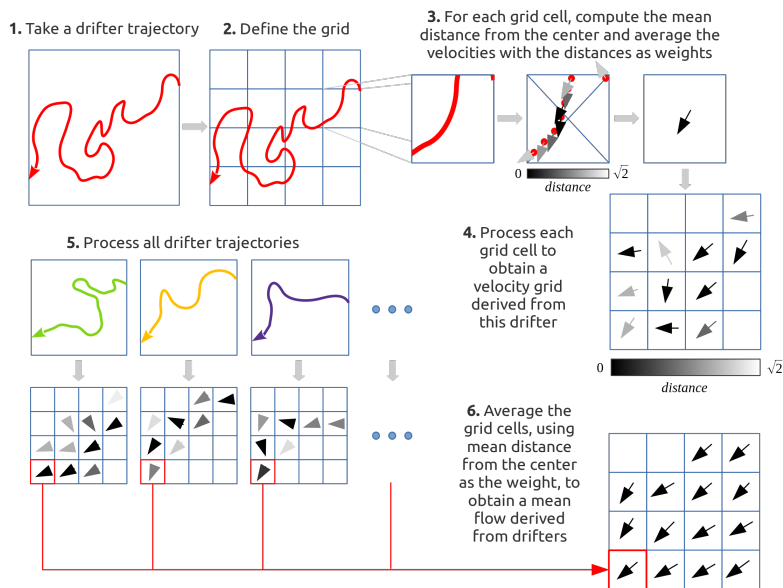 1. Take a drifter trajectory
2. Define the grid
3. For each grid cell, compute the mean
distance from the center and average the
velocities with the distances as weights
0
√2
distance
4. Process each
grid cell to
obtain a
velocity grid
derived from
this drifter
0
√2
distance
5. Process all drifter trajectories
6. Average the
grid cells, using
mean distance
from the center
as the weight, to
obtain a mean
flow derived
from drifters